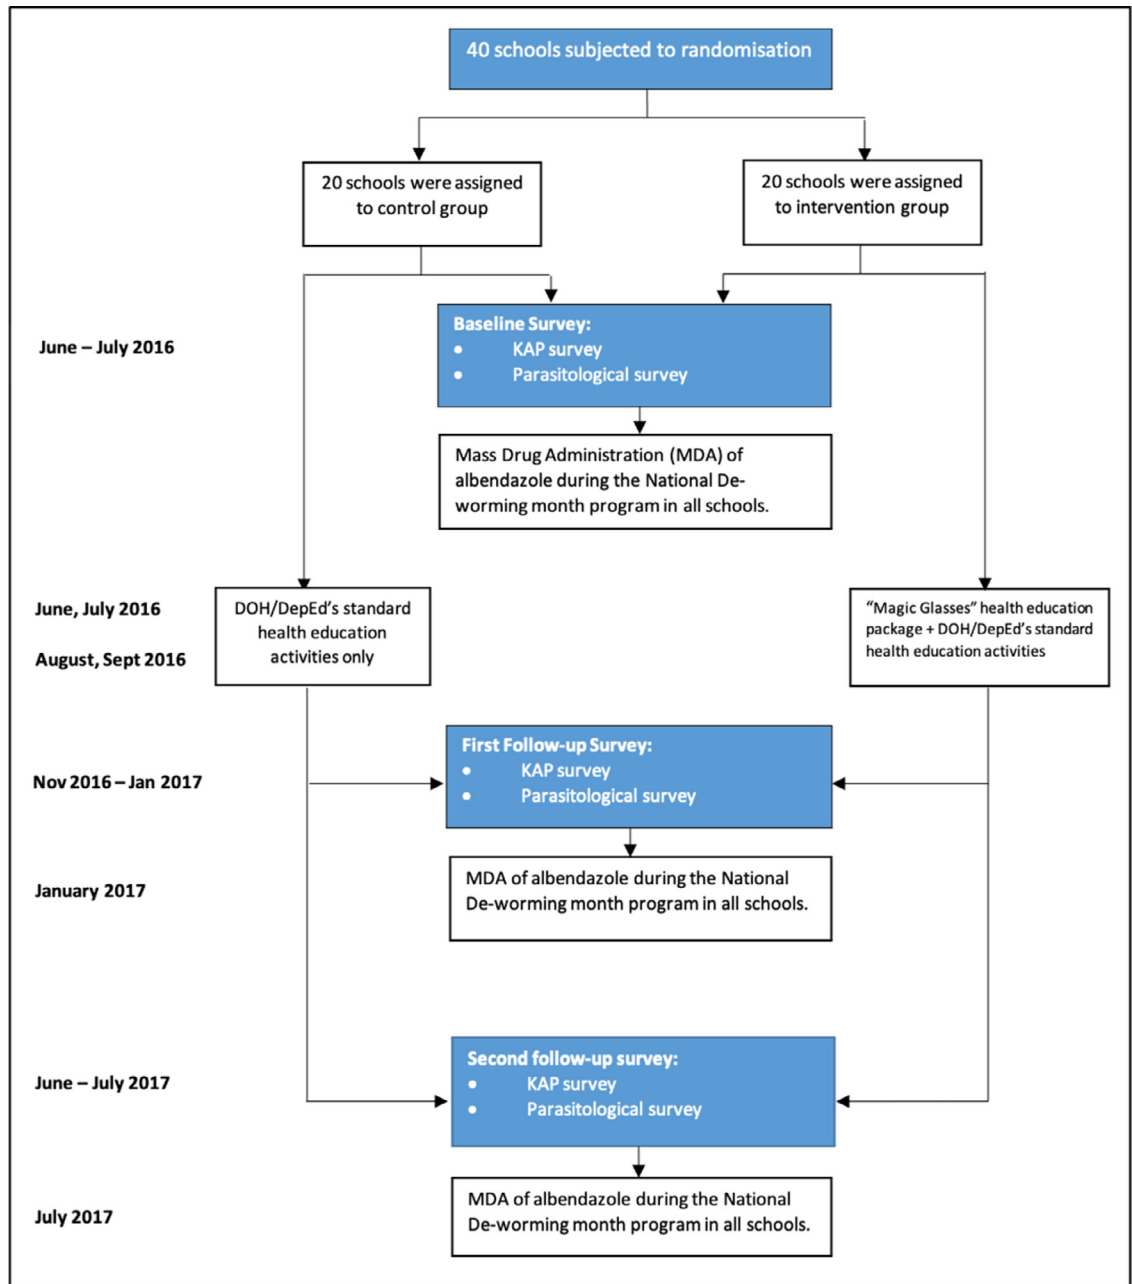 40 schools subjected to randomisation
20 schools were assigned
to control group
20 schools were assigned
to intervention group
June – July 2016
Baseline Survey:
• KAP survey
• Parasitological survey
Mass Drug Administration (MDA) of
albendazole during the National De-
worming month program in all schools.
June, July 2016
August, Sept 2016
DOH/DepEd's standard
health education
activities only
“Magic Glasses” health education
package + DOH/DepEd's standard
health education activities
Nov 2016 – Jan 2017
First Follow-up Survey:
• KAP survey
• Parasitological survey
January 2017
MDA of albendazole during the National
De-worming month program in all schools.
June – July 2017
Second follow-up survey:
• KAP survey
• Parasitological survey
July 2017
MDA of albendazole during the National
De-worming month program in all schools.